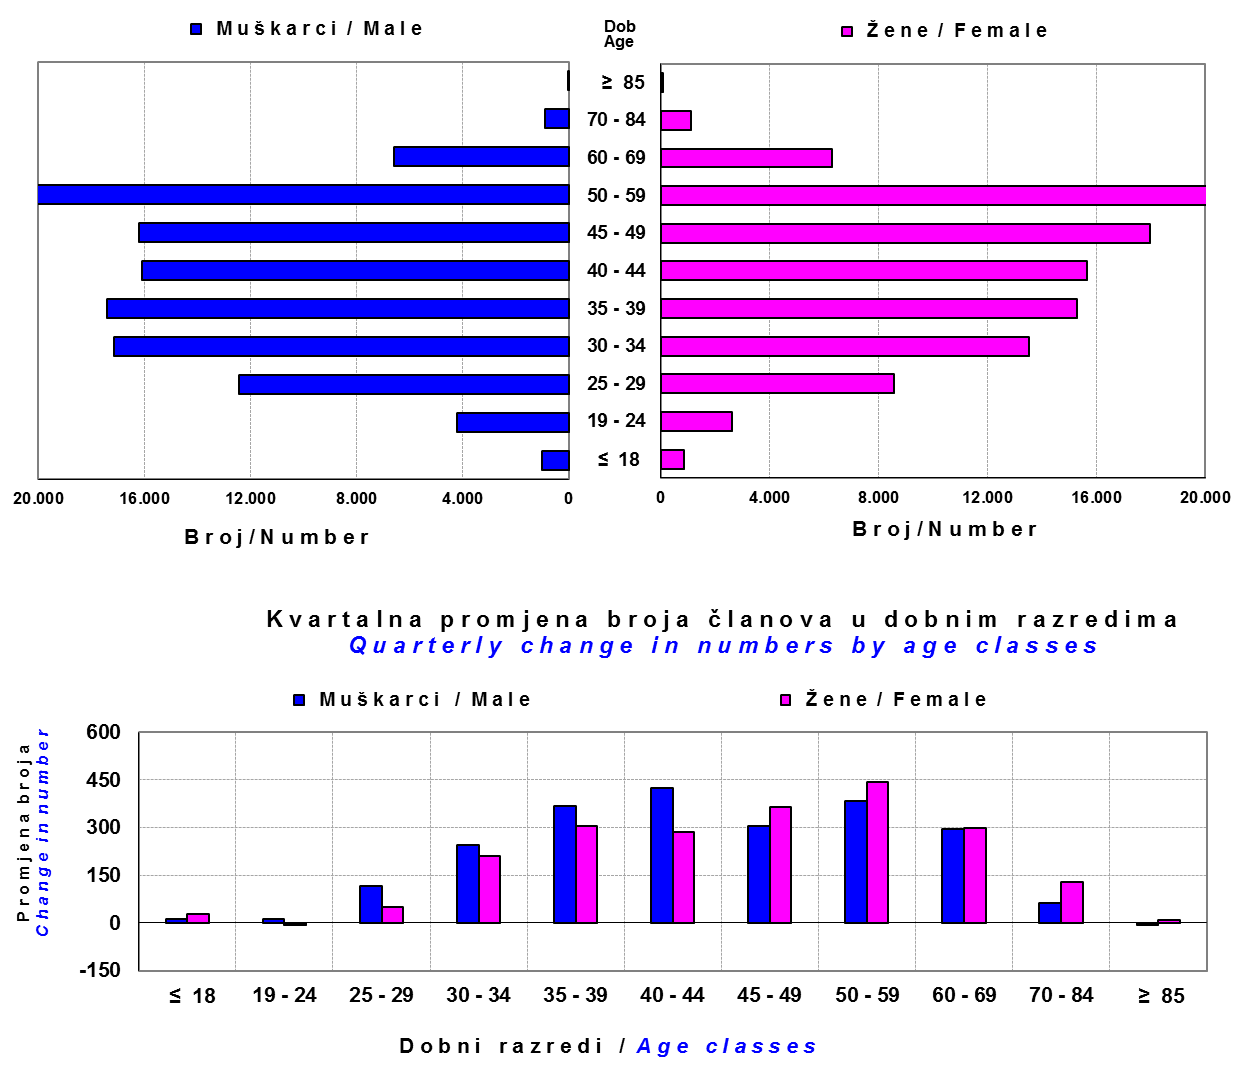 Muškarci / Male
Dob
Age
Žene / Female
≥ 85
70 - 84
60 - 69
50 - 59
45 - 49
40 - 44
35 - 39
30 - 34
25 - 29
19 - 24
≤ 18
20.000 16.000 12.000 8.000 4.000 0
0 4.000 8.000 12.000 16.000 20.000
Broj/Number
Broj/Number
Kvartalna promjena broja članova u dobnim razredima
Quarterly change in numbers by age classes
Muškarci / Male
Žene / Female
Promjena broja
Change in number
600
450
300
150
0
-150
≤ 18 19 - 24 25 - 29 30 - 34 35 - 39 40 - 44 45 - 49 50 - 59 60 - 69 70 - 84 ≥ 85
Dobni razredi / Age classes